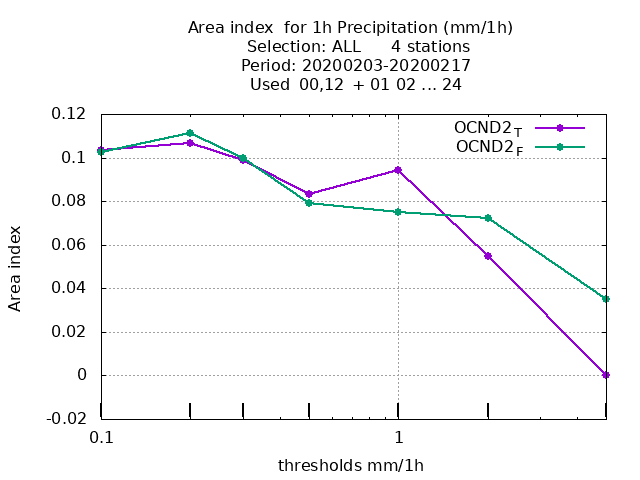 Area index  for 1h Precipitation (mm/1h)
Selection: ALL      4 stations
Period: 20200203-20200217
Used  00,12  + 01 02 ... 24
0.12
0.1
0.08
0.06
0.04
0.02
0
-0.02
Area index
OCND2T
OCND2F
0.1
1
thresholds mm/1h